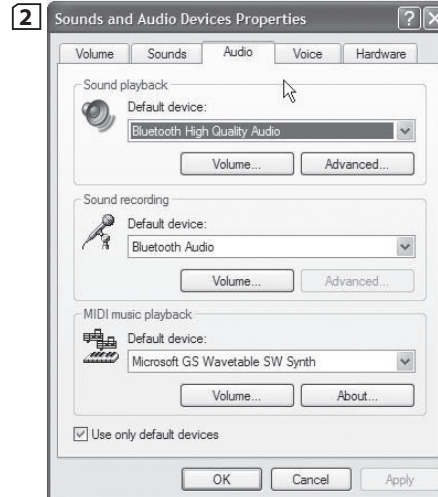 2
Sounds and Audio Devices Properties
Volume Sounds Audio Voice Hardware
Sound playback
Default device:
Bluetooth High Quality Audio
Volume... Advanced...
Sound recording
Default device:
Bluetooth Audio
Volume... Advanced...
MIDI music playback
Default device:
Microsoft GS Wavetable SW Synth
Volume... About...
Use only default devices
OK Cancel Apply